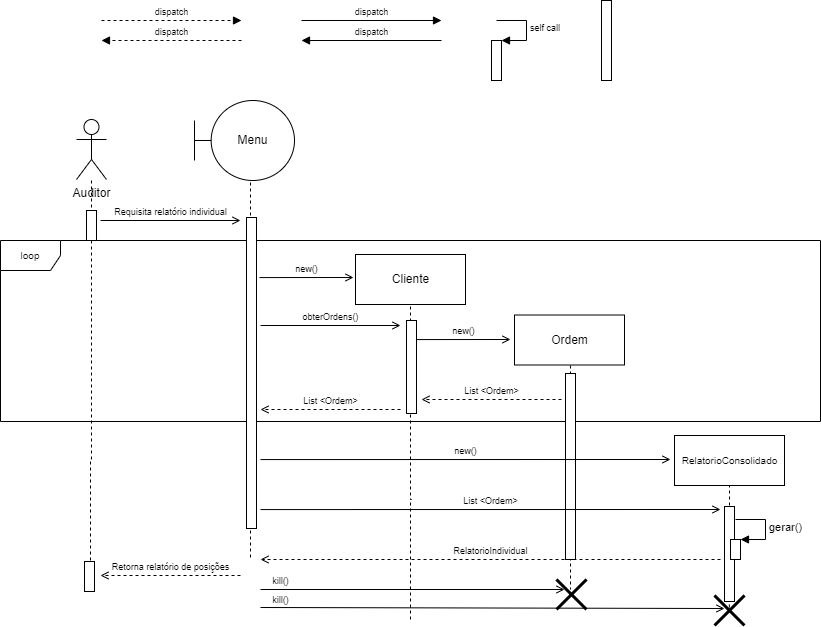 dispatch
dispatch
dispatch
dispatch
self call
Menu
Auditor
Requisita relatório individual
loop
new()
Cliente
obterOrdens()
new()
Ordem
List <Ordem>
List <Ordem>
new()
RelatorioConsolidado
List <Ordem>
gerar()
RelatorioIndividual
Retorna relatório de posições
kill()
kill()